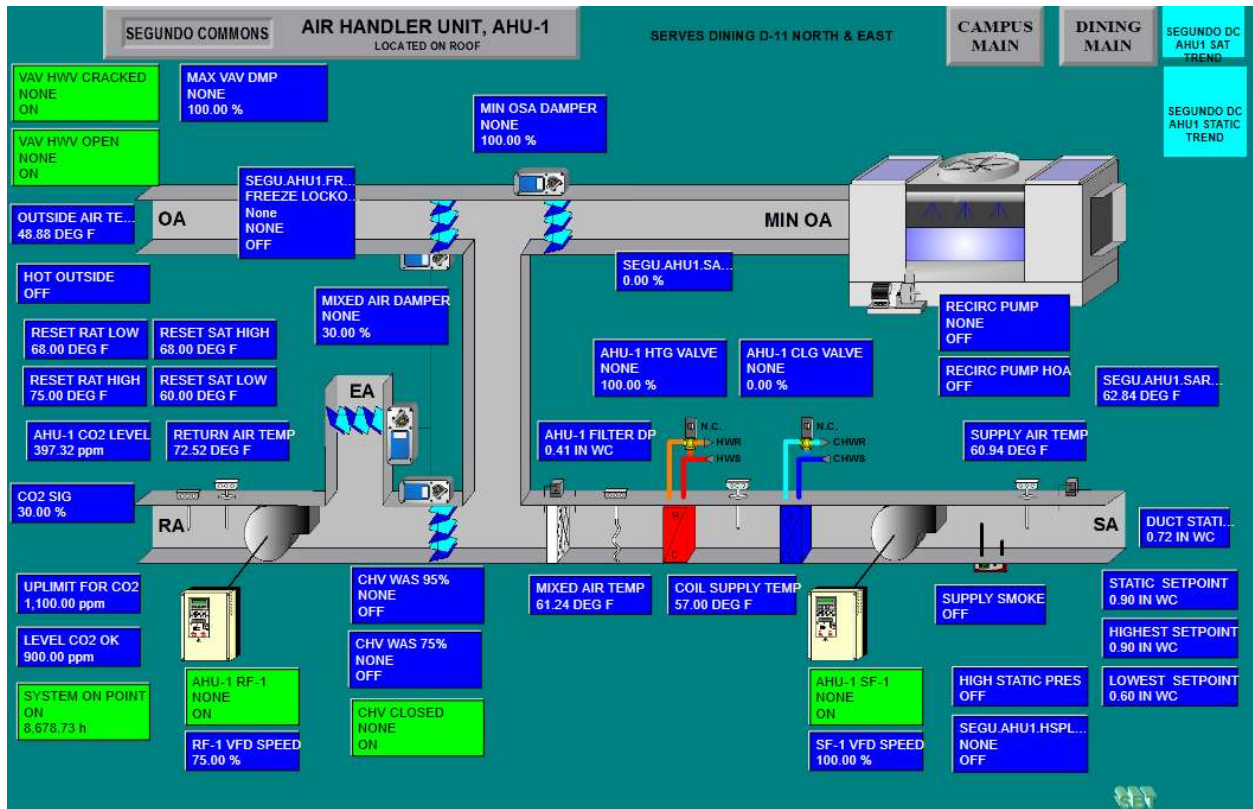 SEGUNDO COMMONS
AIR HANDLER UNIT, AHU-1
LOCATED ON ROOF
SERVES DINING D-11 NORTH & EAST
CAMPUS
MAIN
DINING
MAIN
SEGUNDO DC
AHU1 SAT
TREND
SEGUNDO DC
AHU1 STATIC
TREND
VAV HWV CRACKED
NONE
ON
MAX VAV DMP
NONE
100.00 %
MIN OSA DAMPER
NONE
100.00 %
VAV HWV OPEN
NONE
ON
SEGU.AHU1.FR...
FREEZE LOCKO...
None
NONE
OFF
OUTSIDE AIR TE...
48.88 DEG F
OA
MIN OA
HOT OUTSIDE
OFF
SEGU.AHU1.SA...
0.00 %
MIXED AIR DAMPER
NONE
30.00 %
RECIRC PUMP
NONE
OFF
RESET RAT LOW
68.00 DEG F
RESET SAT HIGH
68.00 DEG F
AHU-1 HTG VALVE
NONE
100.00 %
AHU-1 CLG VALVE
NONE
0.00 %
RECIRC PUMP HOA
OFF
RESET RAT HIGH
75.00 DEG F
RESET SAT LOW
60.00 DEG F
EA
SEGU.AHU1.SAR...
62.84 DEG F
AHU-1 CO2 LEVEL
397.32 ppm
RETURN AIR TEMP
72.52 DEG F
AHU-1 FILTER DP
0.41 IN WC
N.C.
HWR
HWS
N.C.
CHWR
CHWS
SUPPLY AIR TEMP
60.94 DEG F
CO2 SIG
30.00 %
RA
SA
DUCT STATI...
0.72 IN WC
UPLIMIT FOR CO2
1,100.00 ppm
CHV WAS 95%
NONE
OFF
MIXED AIR TEMP
61.24 DEG F
COIL SUPPLY TEMP
57.00 DEG F
SUPPLY SMOKE
OFF
STATIC SETPOINT
0.90 IN WC
LEVEL CO2 OK
900.00 ppm
CHV WAS 75%
NONE
OFF
HIGHEST SETPOINT
0.90 IN WC
SYSTEM ON POINT
ON
8,678.73 h
AHU-1 RF-1
NONE
ON
CHV CLOSED
NONE
ON
AHU-1 SF-1
NONE
ON
HIGH STATIC PRES
OFF
LOWEST SETPOINT
0.60 IN WC
RF-1 VFD SPEED
75.00 %
SF-1 VFD SPEED
100.00 %
SEGU.AHU1.HSPL...
NONE
OFF